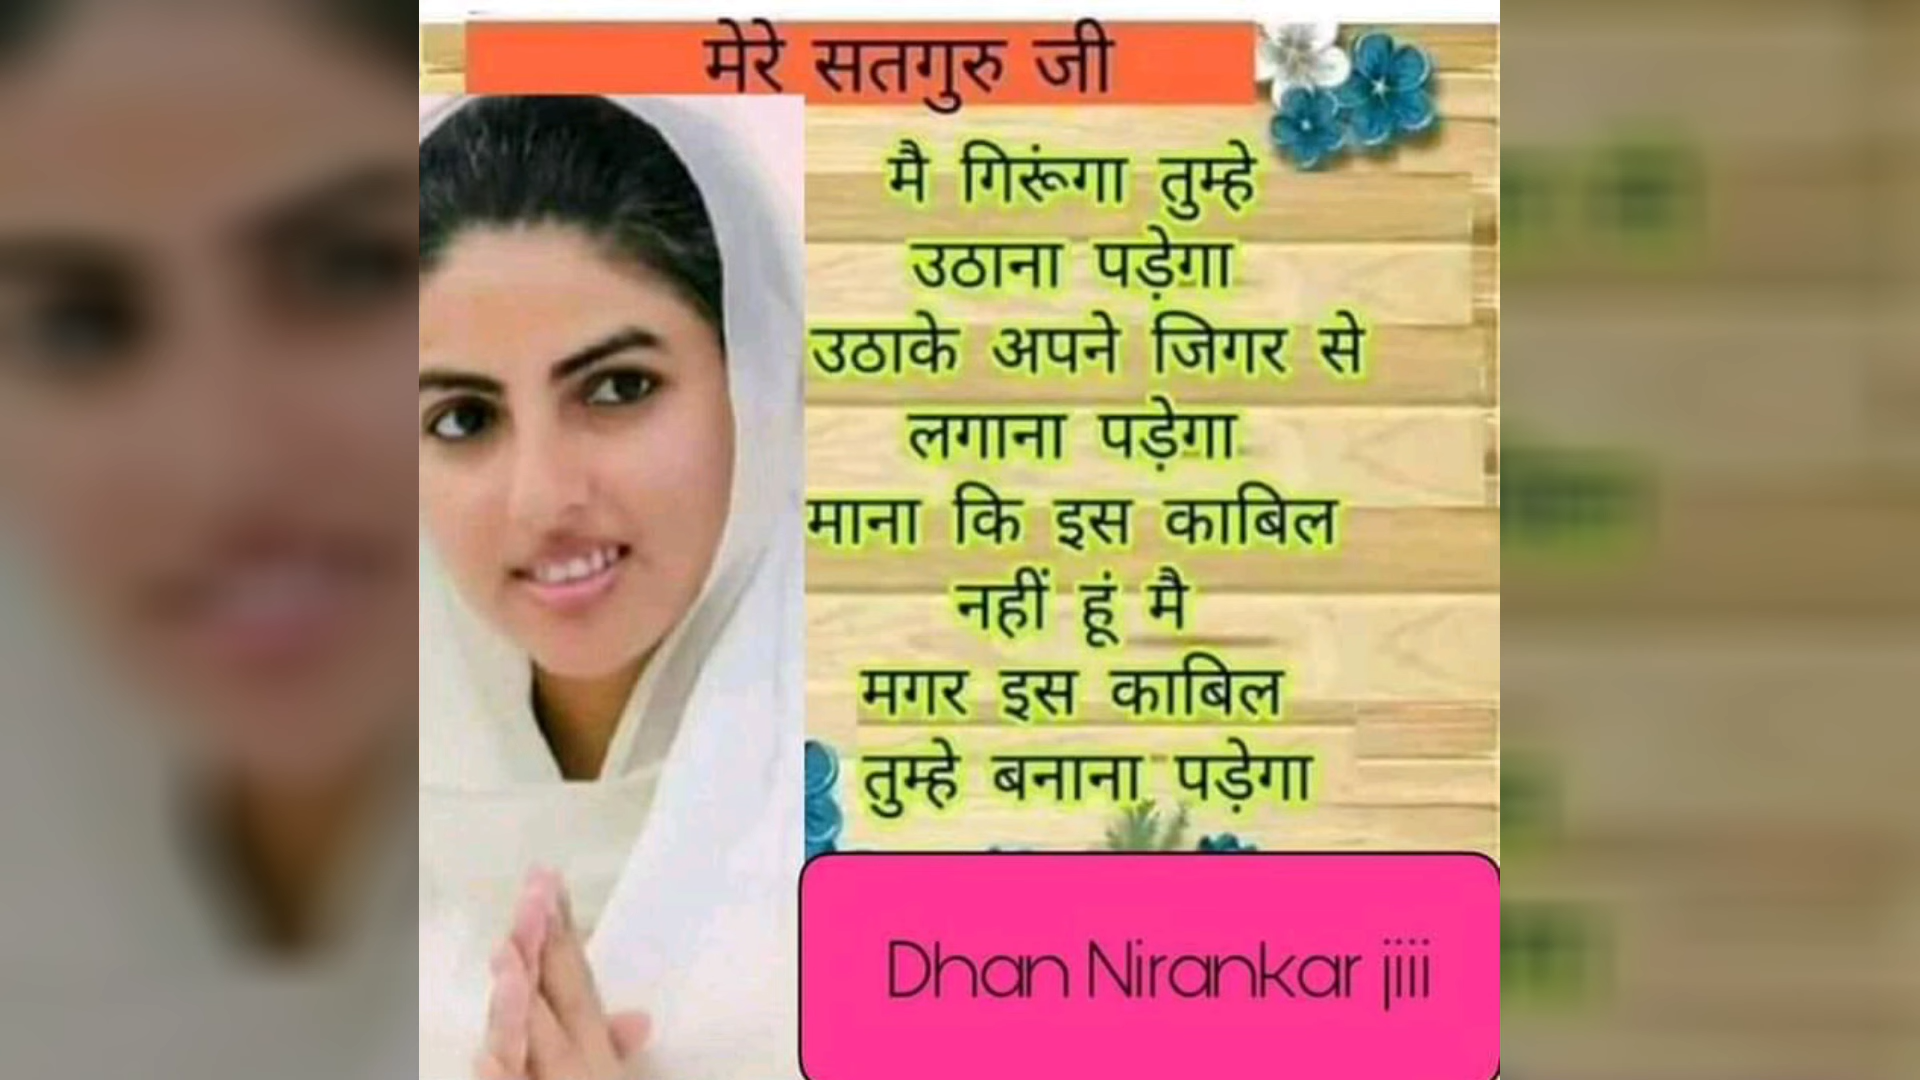 मेरे सतगुरु जी
मै गिरूंगा तुम्हे
उठाना पड़ेगा
उठाके अपने जिगर से
लगाना पड़ेगा
माना कि इस काबिल
नहीं हूं मै
मगर इस काबिल
तुम्हे बनाना पड़ेगा
Dhan Nirankar jiii